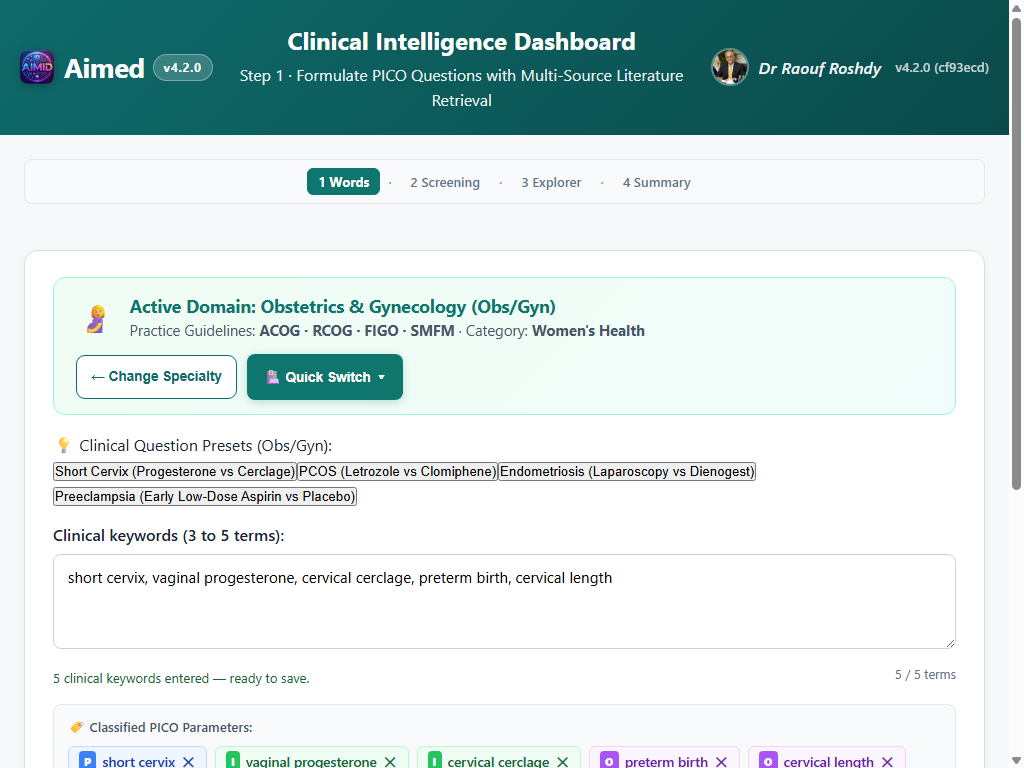 AIMID
Aimed
v4.2.0
Clinical Intelligence Dashboard
Step 1 · Formulate PICO Questions with Multi-Source Literature
Retrieval
Dr Raouf Roshdy
v4.2.0 (cf93ecd)
1 Words · 2 Screening · 3 Explorer · 4 Summary
Active Domain: Obstetrics & Gynecology (Obs/Gyn)
Practice Guidelines: ACOG · RCOG · FIGO · SMFM · Category: Women's Health
← Change Specialty
Quick Switch
Clinical Question Presets (Obs/Gyn):
Short Cervix (Progesterone vs Cerclage) PCOS (Letrozole vs Clomiphene) Endometriosis (Laparoscopy vs Dienogest)
Preeclampsia (Early Low-Dose Aspirin vs Placebo)
Clinical keywords (3 to 5 terms):
short cervix, vaginal progesterone, cervical cerclage, preterm birth, cervical length
5 clinical keywords entered — ready to save.
5 / 5 terms
Classified PICO Parameters:
P short cervix ✕ I vaginal progesterone ✕ I cervical cerclage ✕ O preterm birth ✕ O cervical length ✕